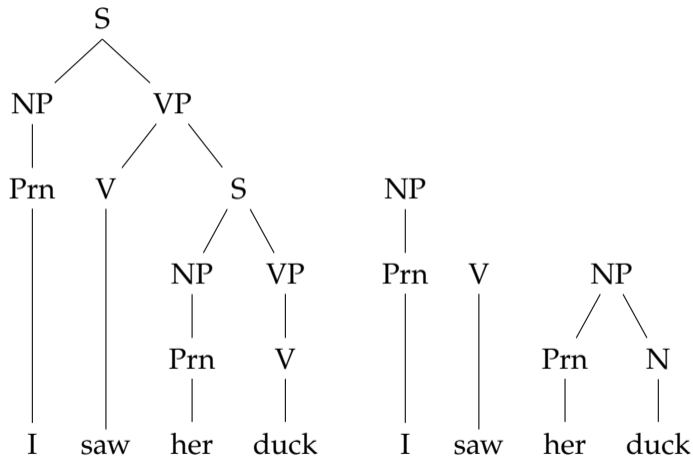 S
NP VP
Prn V S NP
NP VP Prn V NP
Prn V Prn N
I saw her duck I saw her duck